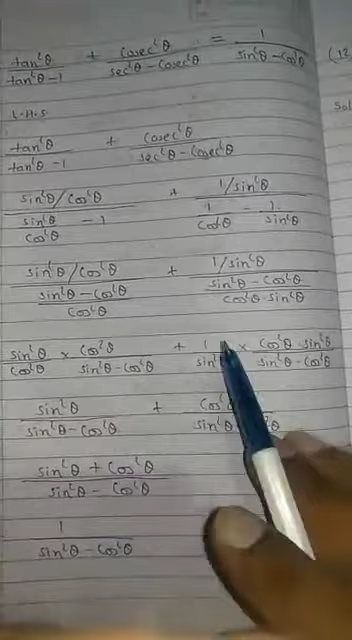 tan²θ/tan²θ-1 + cosec²θ/sec²θ-cosec²θ = 1/sin²θ-cos²θ (12
L.H.S Sol
tan²θ/tan²θ-1 + cosec²θ/sec²θ-cosec²θ
(sin²θ/cos²θ)/(sin²θ/cos²θ - 1) + (1/sin²θ)/(1/cos²θ - 1/sin²θ)
(sin²θ/cos²θ)/((sin²θ-cos²θ)/cos²θ) + (1/sin²θ)/((sin²θ-cos²θ)/cos²θ·sin²θ)
sin²θ/cos²θ × cos²θ/sin²θ-cos²θ + 1/sin² × cos²θ·sin²θ/sin²θ-cos²θ
sin²θ/sin²θ-cos²θ + cos²θ/sin²θ θ
sin²θ+cos²θ/sin²θ-cos²θ
1/sin²θ-cos²θ